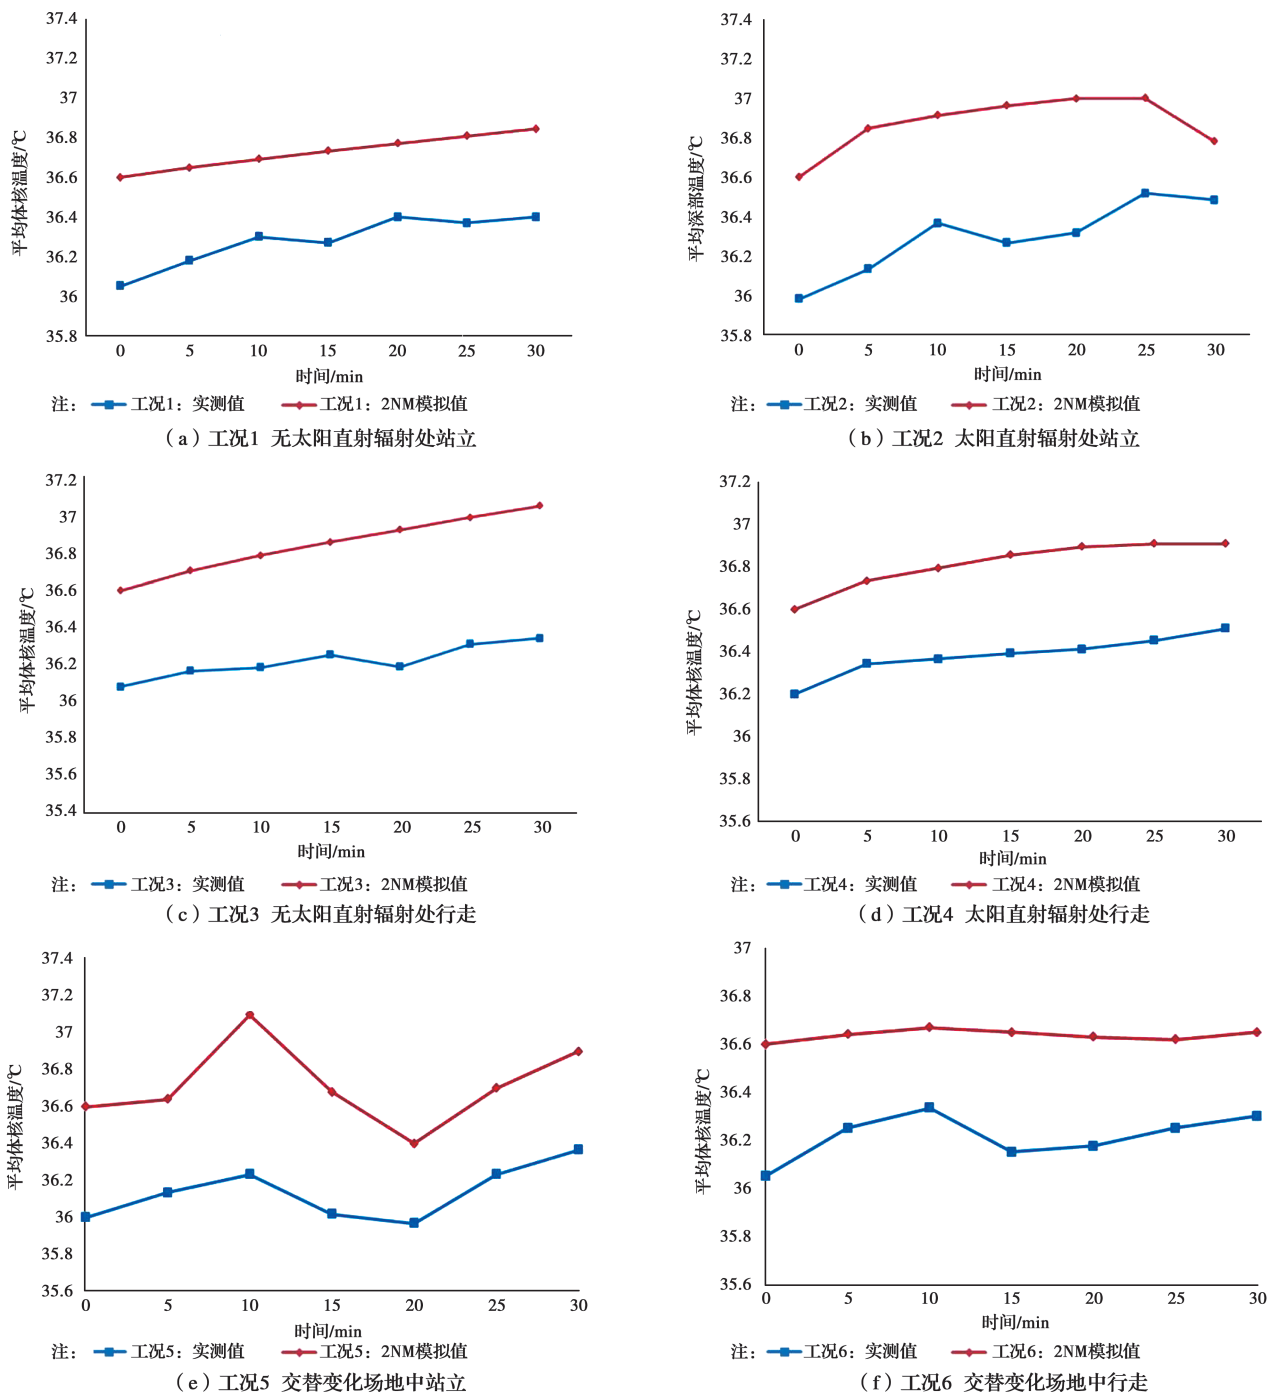 37.4
37.2
37
36.8
36.6
36.4
36.2
36
35.8
平均体核温度/℃
0 5 10 15 20 25 30
时间/min
注： 工况1：实测值 工况1：2NM模拟值
（a）工况1 无太阳直射辐射处站立
37.4
37.2
37
36.8
36.6
36.4
36.2
36
35.8
平均深部温度/℃
0 5 10 15 20 25 30
时间/min
注： 工况2：实测值 工况2：2NM模拟值
（b）工况2 太阳直射辐射处站立
37.2
37
36.8
36.6
36.4
36.2
36
35.8
35.6
35.4
平均体核温度/℃
0 5 10 15 20 25 30
时间/min
注： 工况3：实测值 工况3：2NM模拟值
（c）工况3 无太阳直射辐射处行走
37.2
37
36.8
36.6
36.4
36.2
36
35.8
35.6
平均体核温度/℃
0 5 10 15 20 25 30
时间/min
注： 工况4：实测值 工况4：2NM模拟值
（d）工况4 太阳直射辐射处行走
37.4
37.2
37
36.8
36.6
36.4
36.2
36
35.8
35.6
平均体核温度/℃
0 5 10 15 20 25 30
时间/min
注： 工况5：实测值 工况5：2NM模拟值
（e）工况5 交替变化场地中站立
37
36.8
36.6
36.4
36.2
36
35.8
35.6
平均体核温度/℃
0 5 10 15 20 25 30
时间/min
注： 工况6：实测值 工况6：2NM模拟值
（f）工况6 交替变化场地中行走